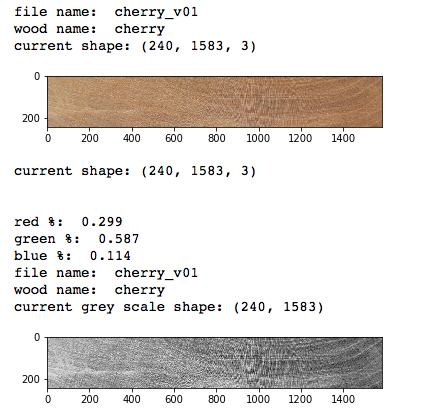 file name:  cherry_v01
wood name:  cherry
current shape: (240, 1583, 3)
0
200
0 200 400 600 800 1000 1200 1400
current shape: (240, 1583, 3)
red %:  0.299
green %:  0.587
blue %:  0.114
file name:  cherry_v01
wood name:  cherry
current grey scale shape: (240, 1583)
0
200
0 200 400 600 800 1000 1200 1400